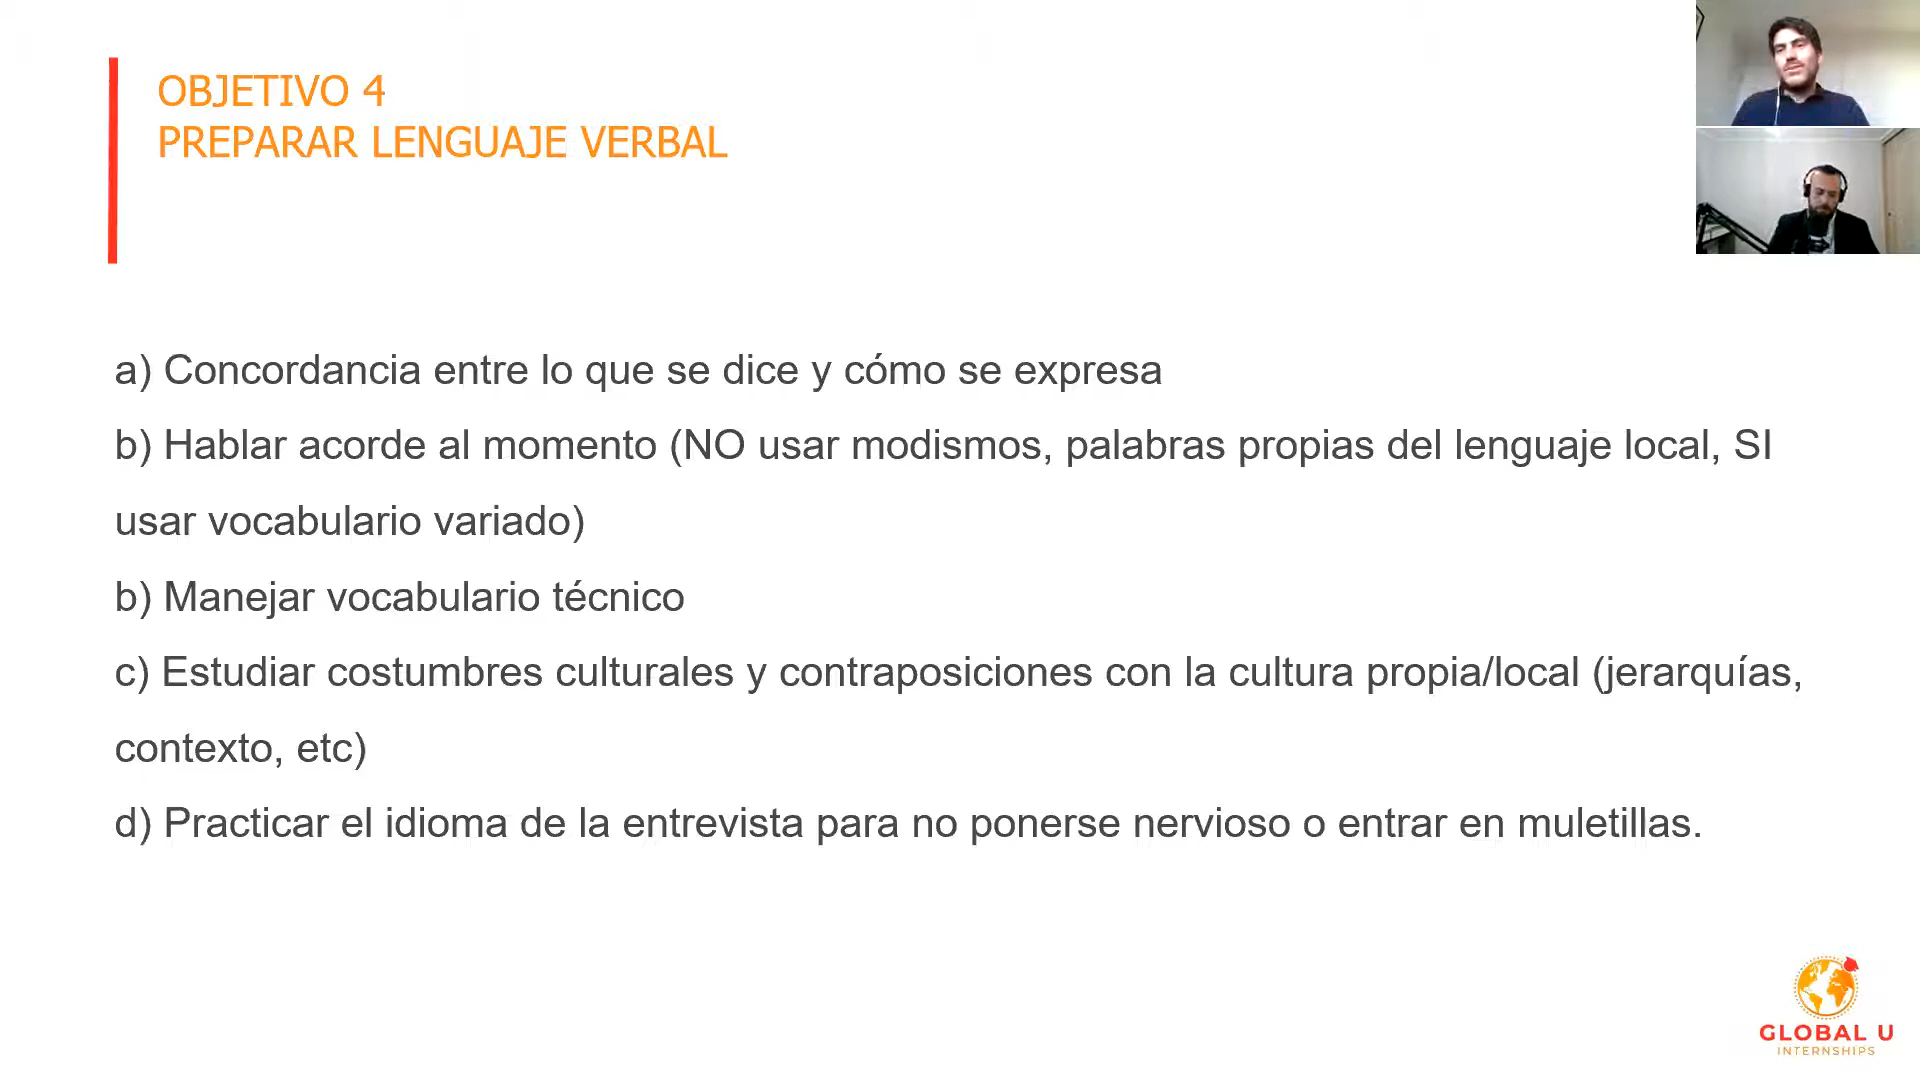 OBJETIVO 4
PREPARAR LENGUAJE VERBAL
a) Concordancia entre lo que se dice y cómo se expresa
b) Hablar acorde al momento (NO usar modismos, palabras propias del lenguaje local, SI
usar vocabulario variado)
b) Manejar vocabulario técnico
c) Estudiar costumbres culturales y contraposiciones con la cultura propia/local (jerarquías,
contexto, etc)
d) Practicar el idioma de la entrevista para no ponerse nervioso o entrar en muletillas.
GLOBAL U
INTERNSHIPS